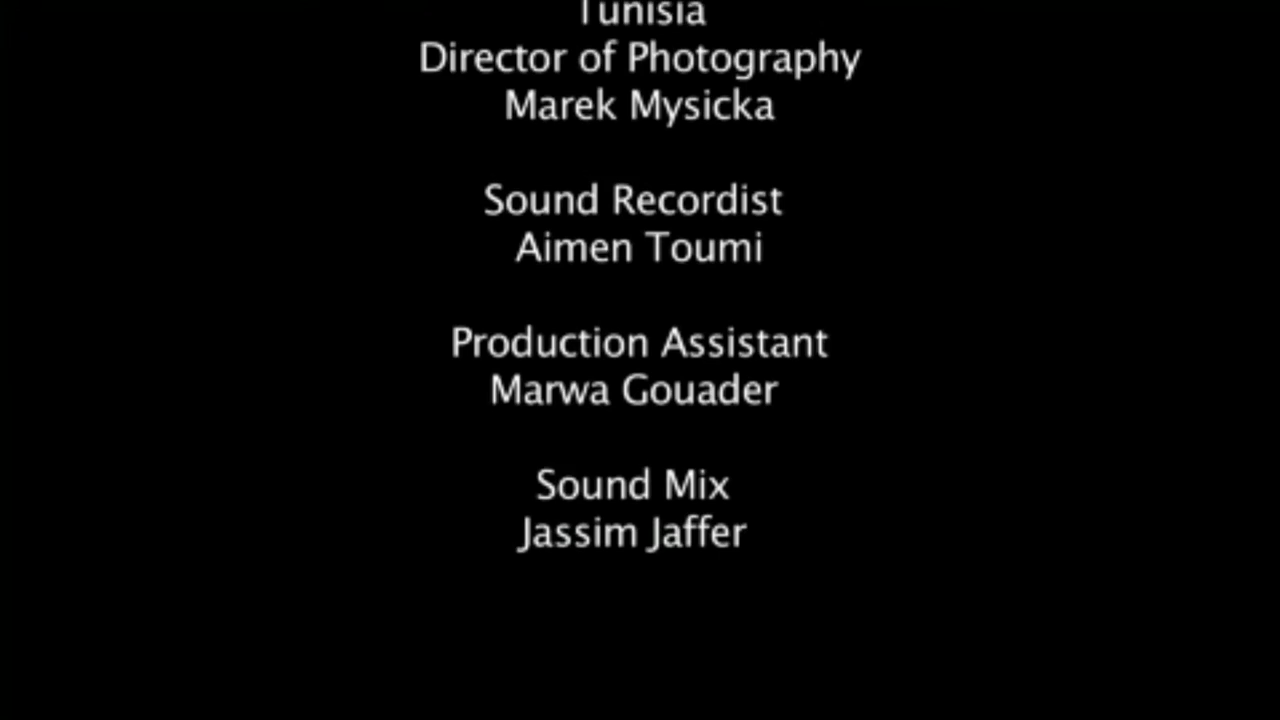 Tunisia
Director of Photography
Marek Mysicka
Sound Recordist
Aimen Toumi
Production Assistant
Marwa Gouader
Sound Mix
Jassim Jaffer